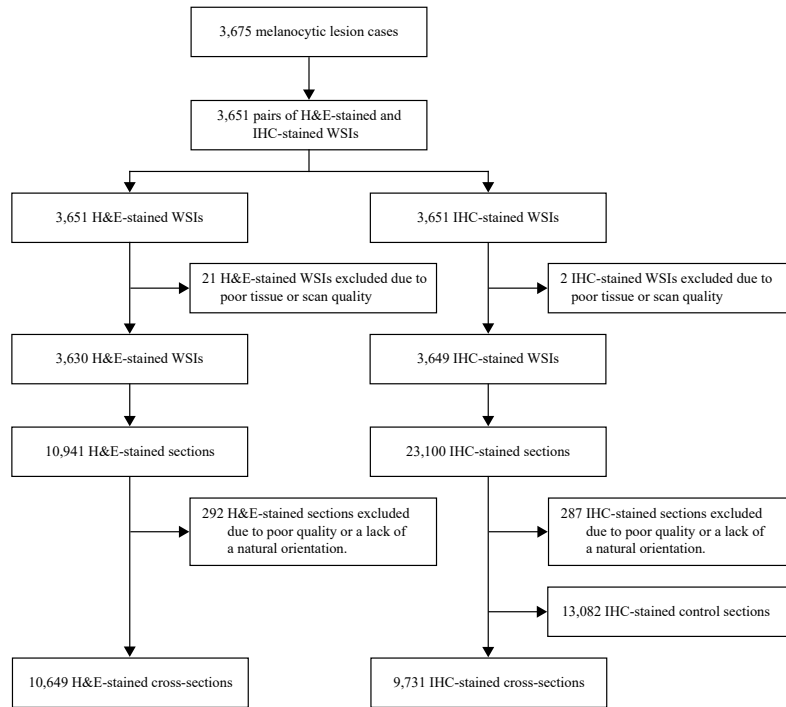 3,675 melanocytic lesion cases
3,651 pairs of H&E-stained and
IHC-stained WSIs
3,651 H&E-stained WSIs
3,651 IHC-stained WSIs
21 H&E-stained WSIs excluded due to
poor tissue or scan quality
2 IHC-stained WSIs excluded due to
poor tissue or scan quality
3,630 H&E-stained WSIs
3,649 IHC-stained WSIs
10,941 H&E-stained sections
23,100 IHC-stained sections
292 H&E-stained sections excluded
due to poor quality or a lack of
a natural orientation.
287 IHC-stained sections excluded
due to poor quality or a lack of
a natural orientation.
13,082 IHC-stained control sections
10,649 H&E-stained cross-sections
9,731 IHC-stained cross-sections